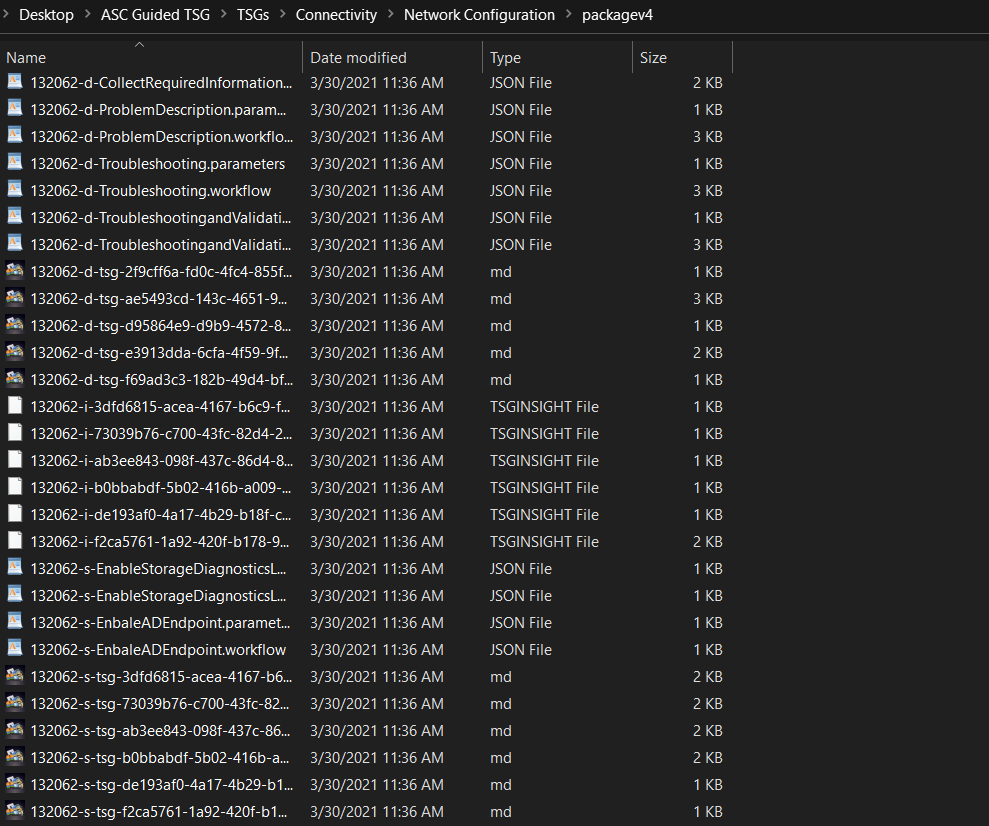 Desktop > ASC Guided TSG > TSGs > Connectivity > Network Configuration > packagev4
Name Date modified Type Size
132062-d-CollectRequiredInformation... 3/30/2021 11:36 AM JSON File 2 KB
132062-d-ProblemDescription.param... 3/30/2021 11:36 AM JSON File 1 KB
132062-d-ProblemDescription.workflo... 3/30/2021 11:36 AM JSON File 3 KB
132062-d-Troubleshooting.parameters 3/30/2021 11:36 AM JSON File 1 KB
132062-d-Troubleshooting.workflow 3/30/2021 11:36 AM JSON File 3 KB
132062-d-TroubleshootingandValidati... 3/30/2021 11:36 AM JSON File 1 KB
132062-d-TroubleshootingandValidati... 3/30/2021 11:36 AM JSON File 3 KB
132062-d-tsg-2f9cff6a-fd0c-4fc4-855f... 3/30/2021 11:36 AM md 1 KB
132062-d-tsg-ae5493cd-143c-4651-9... 3/30/2021 11:36 AM md 3 KB
132062-d-tsg-d95864e9-d9b9-4572-8... 3/30/2021 11:36 AM md 1 KB
132062-d-tsg-e3913dda-6cfa-4f59-9f... 3/30/2021 11:36 AM md 2 KB
132062-d-tsg-f69ad3c3-182b-49d4-bf... 3/30/2021 11:36 AM md 1 KB
132062-i-3dfd6815-acea-4167-b6c9-f... 3/30/2021 11:36 AM TSGINSIGHT File 1 KB
132062-i-73039b76-c700-43fc-82d4-2... 3/30/2021 11:36 AM TSGINSIGHT File 1 KB
132062-i-ab3ee843-098f-437c-86d4-8... 3/30/2021 11:36 AM TSGINSIGHT File 1 KB
132062-i-b0bbabdf-5b02-416b-a009-... 3/30/2021 11:36 AM TSGINSIGHT File 1 KB
132062-i-de193af0-4a17-4b29-b18f-c... 3/30/2021 11:36 AM TSGINSIGHT File 1 KB
132062-i-f2ca5761-1a92-420f-b178-9... 3/30/2021 11:36 AM TSGINSIGHT File 2 KB
132062-s-EnableStorageDiagnosticsL... 3/30/2021 11:36 AM JSON File 1 KB
132062-s-EnableStorageDiagnosticsL... 3/30/2021 11:36 AM JSON File 1 KB
132062-s-EnbaleADEndpoint.paramet... 3/30/2021 11:36 AM JSON File 1 KB
132062-s-EnbaleADEndpoint.workflow 3/30/2021 11:36 AM JSON File 1 KB
132062-s-tsg-3dfd6815-acea-4167-b6... 3/30/2021 11:36 AM md 2 KB
132062-s-tsg-73039b76-c700-43fc-82... 3/30/2021 11:36 AM md 2 KB
132062-s-tsg-ab3ee843-098f-437c-86... 3/30/2021 11:36 AM md 2 KB
132062-s-tsg-b0bbabdf-5b02-416b-a... 3/30/2021 11:36 AM md 2 KB
132062-s-tsg-de193af0-4a17-4b29-b1... 3/30/2021 11:36 AM md 1 KB
132062-s-tsg-f2ca5761-1a92-420f-b1... 3/30/2021 11:36 AM md 1 KB